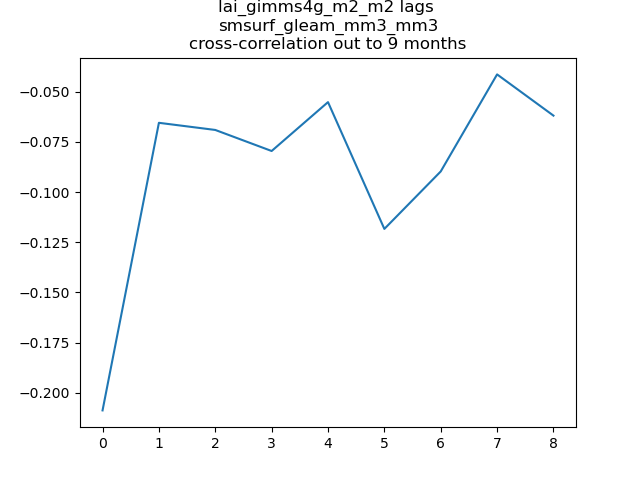 lai_gimms4g_m2_m2 lags
smsurf_gleam_mm3_mm3
cross-correlation out to 9 months
−0.050
−0.075
−0.100
−0.125
−0.150
−0.175
−0.200
0 1 2 3 4 5 6 7 8